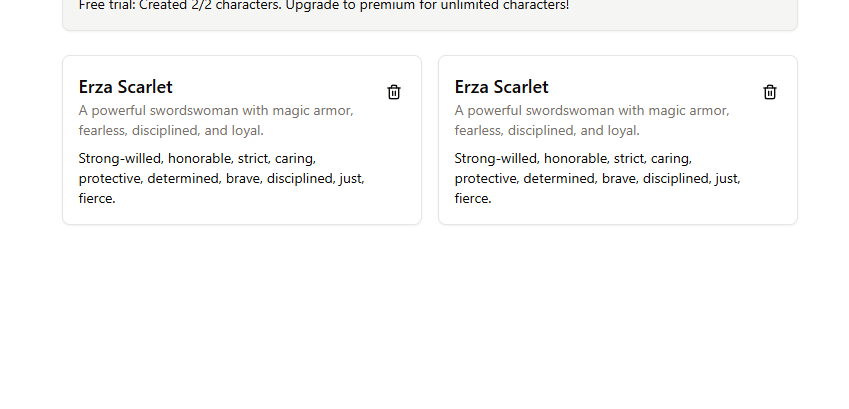 Free trial: Created 2/2 characters. Upgrade to premium for unlimited characters!
Erza Scarlet
A powerful swordswoman with magic armor,
fearless, disciplined, and loyal.
Strong-willed, honorable, strict, caring,
protective, determined, brave, disciplined, just,
fierce.
Erza Scarlet
A powerful swordswoman with magic armor,
fearless, disciplined, and loyal.
Strong-willed, honorable, strict, caring,
protective, determined, brave, disciplined, just,
fierce.